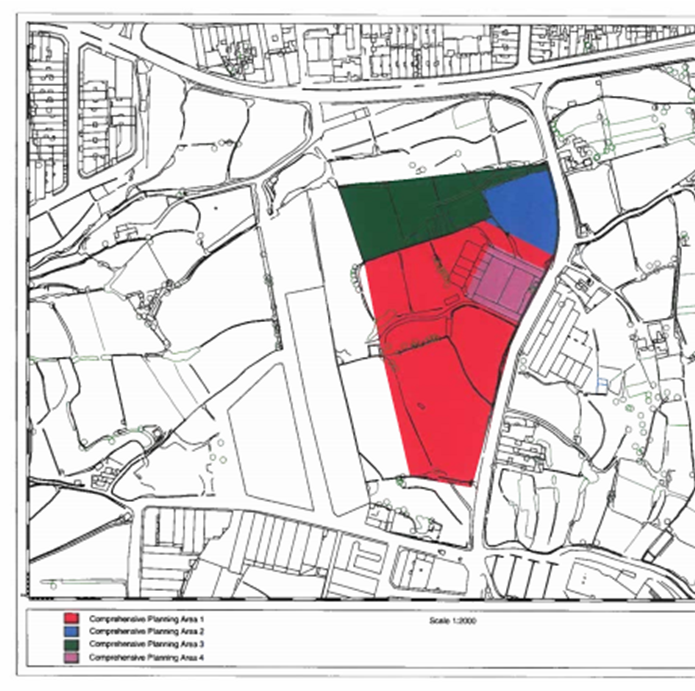 Comprehensive Planning Area 1
Scale 1:2000
Comprehensive Planning Area 2
Comprehensive Planning Area 3
Comprehensive Planning Area 4